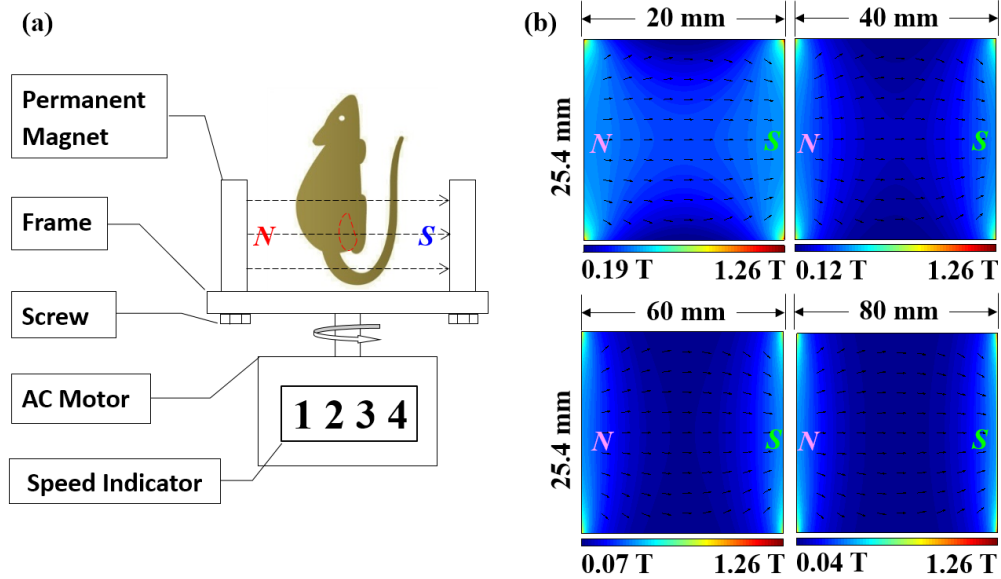 (a)
Permanent
Magnet
Frame
Screw
AC Motor
Speed Indicator
N
S
1 2 3 4
(b)
20 mm
40 mm
25.4 mm
N
S
N
S
0.19 T
1.26 T
0.12 T
1.26 T
60 mm
80 mm
25.4 mm
N
S
N
S
0.07 T
1.26 T
0.04 T
1.26 T